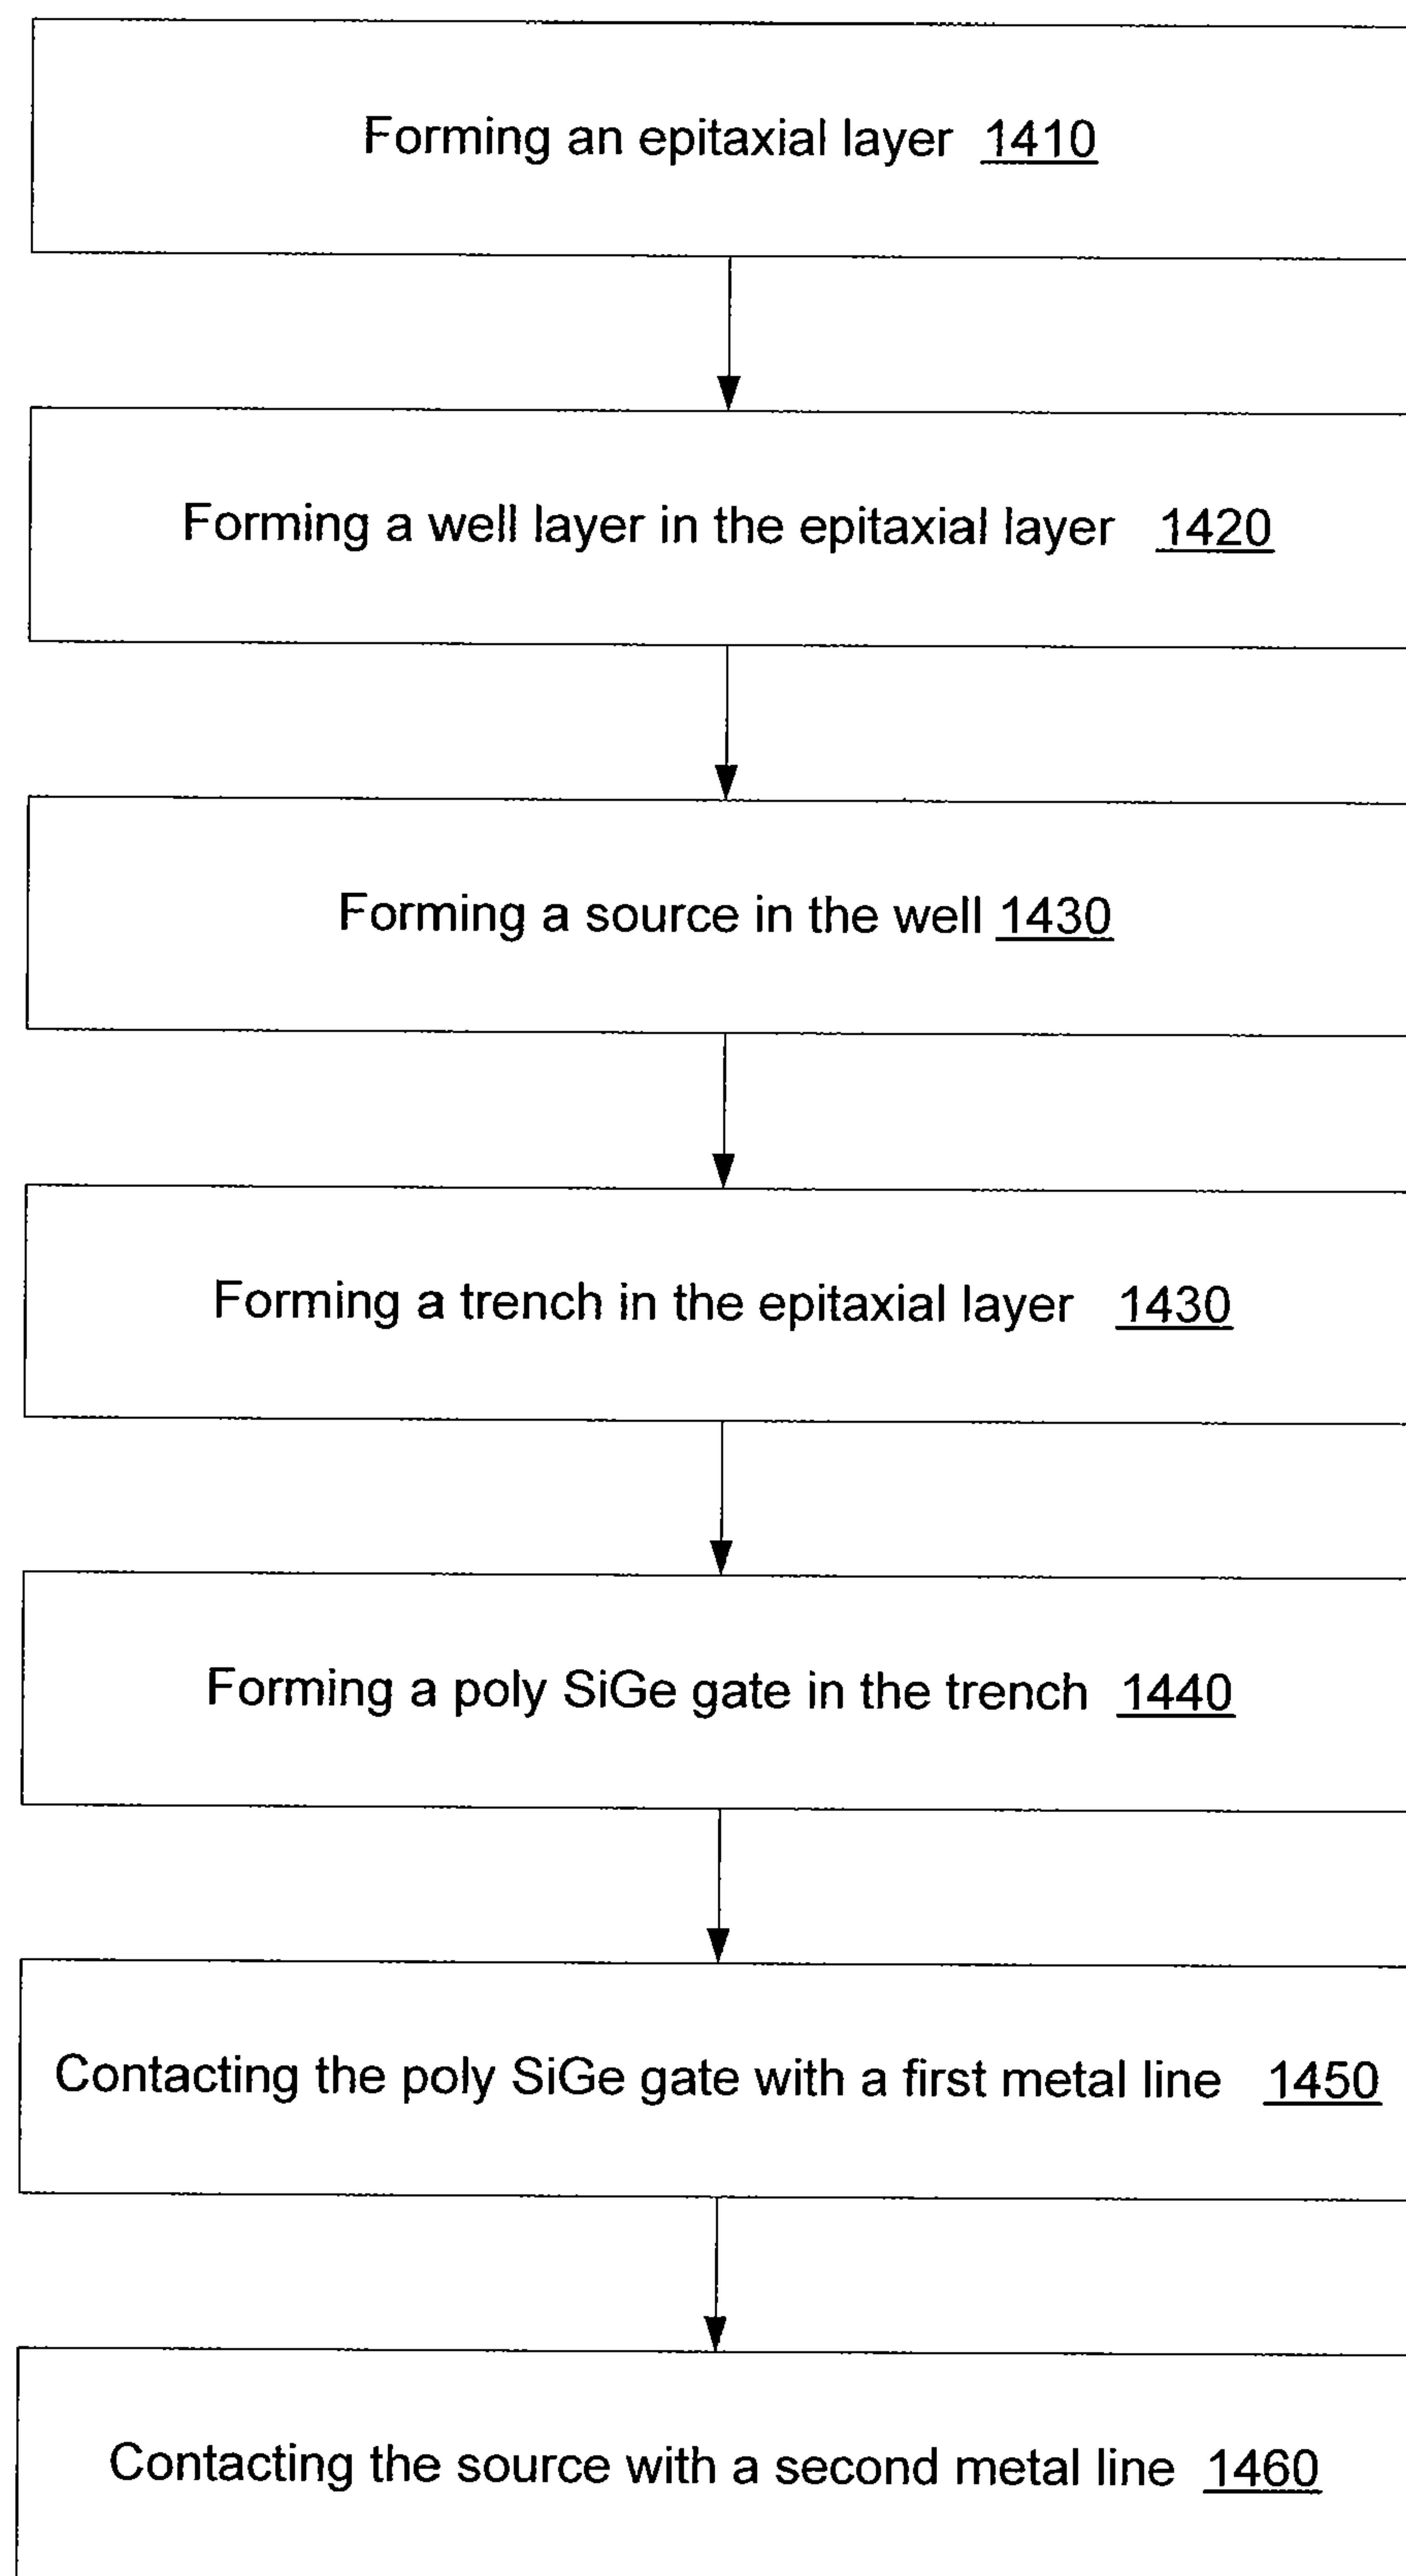 Forming an epitaxial layer 1410
Forming a well layer in the epitaxial layer 1420
Forming a source in the well 1430
Forming a trench in the epitaxial layer 1430
Forming a poly SiGe gate in the trench 1440
Contacting the poly SiGe gate with a first metal line 1450
Contacting the source with a second metal line 1460